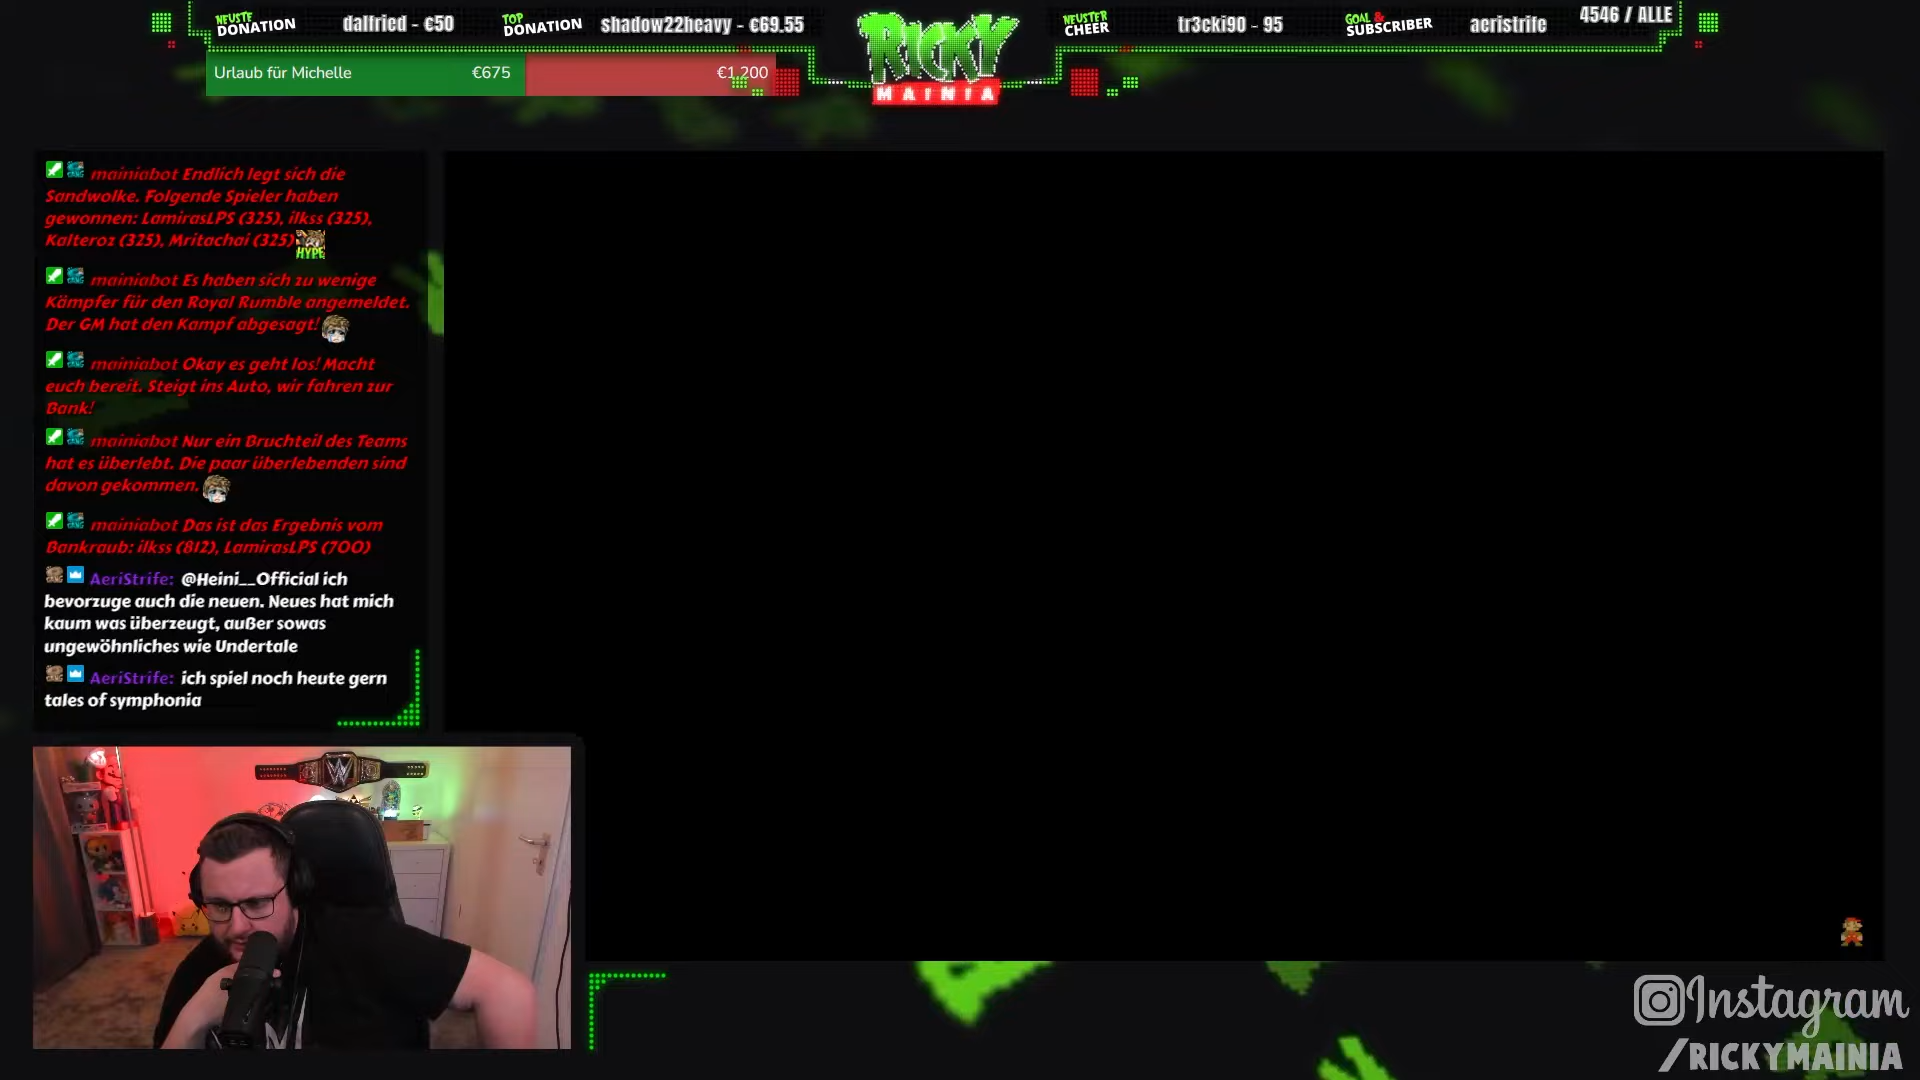 NEUSTE
DONATION
dalfried - €50
TOP
DONATION
shadow22heavy - €69.55
RICKY
MAINIA
NEUSTER
CHEER
tr3cki90 - 95
GOAL &
SUBSCRIBER
aeristrife
4546 / ALLE
Urlaub für Michelle
€675
€1,200
mainiabot Endlich legt sich die
Sandwolke. Folgende Spieler haben
gewonnen: LamirasLPS (325), ilkss (325),
Kalter01 (325), Mritachai (325)
HYPE
mainiabot Es haben sich zu wenige
Kämpfer für den Royal Rumble angemeldet.
Der GM hat den Kampf abgesagt!
mainiabot Okay es geht los! Macht
euch bereit. Steigt ins Auto, wir fahren zur
Bank!
mainiabot Nur ein Bruchteil des Teams
hat es überlebt. Die paar überlebenden sind
davon gekommen.
mainiabot Das ist das Ergebnis vom
Bankraub: ilkss (812), LamirasLPS (700)
AeriStrife: @Heini__Official ich
bevorzuge auch die neuen. Neues hat mich
kaum was überzeugt, außer sowas
ungewöhnliches wie Undertale
AeriStrife: ich spiel noch heute gern
tales of symphonia
Instagram
/RICKYMAINIA